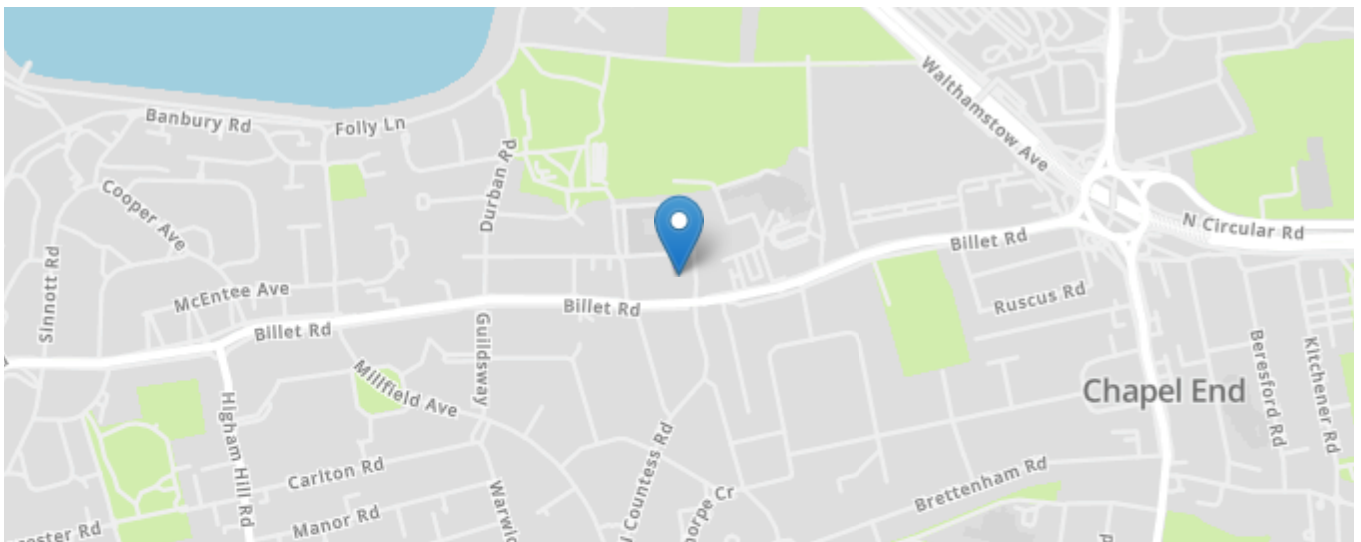 Walthamstow Ave
Banbury Rd
Folly Ln
Durban Rd
Cooper Ave
N Circular Rd
Billet Rd
Sinnott Rd
McEntee Ave
Ruscus Rd
Billet Rd
Billet Rd
Guildsway
Millfield Ave
Beresford Rd
Kitchener Rd
Chapel End
Higham Hill Rd
Countess Rd
Carlton Rd
Brettenham Rd
Manor Rd
Cr
Rd